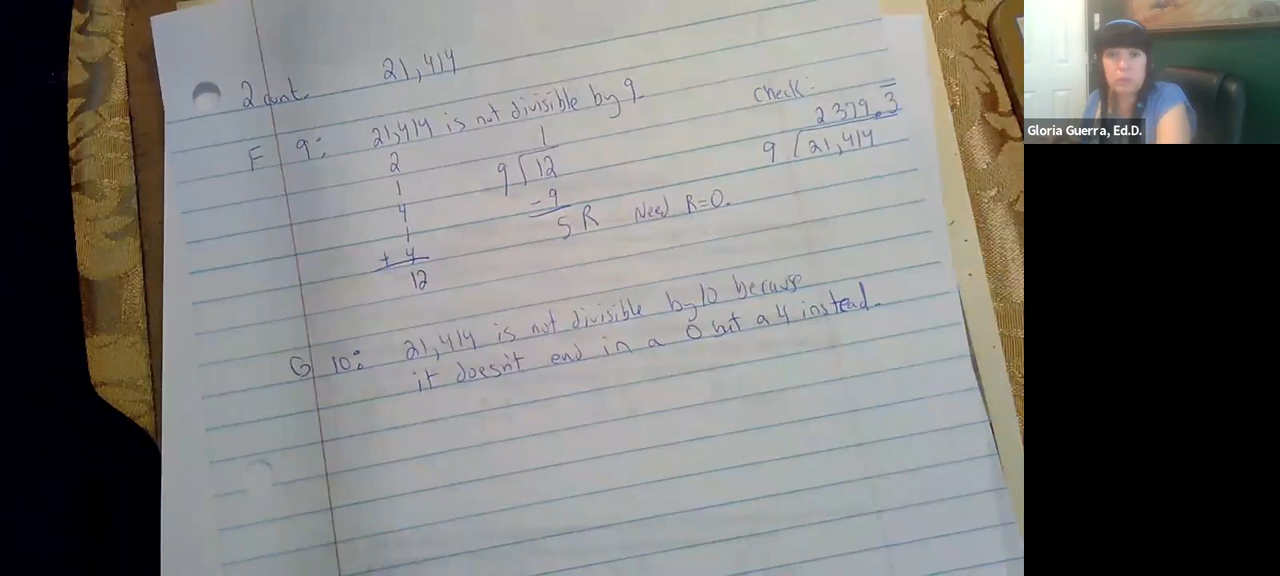 2 cont. 21,414
F 9: 21,414 is not divisible by 9.
2
1
4
1
+ 4
12
1
9 12
- 9
5 R Need R=0.
Check:
2379.3
9 21,414
G 10: 21,414 is not divisible by 10 because
it doesn't end in a 0 but a 4 instead.
Gloria Guerra, Ed.D.